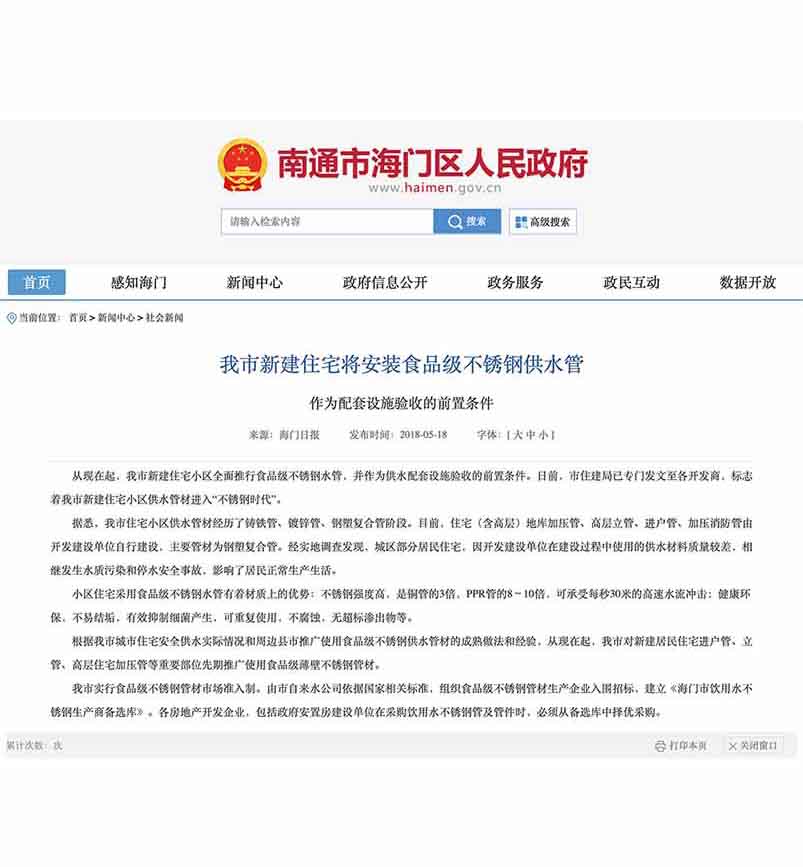 南通市海门区人民政府
www.haimen.gov.cn
请输入检索内容 搜索 高级搜索
首页 感知海门 新闻中心 政府信息公开 政务服务 政民互动 数据开放
当前位置： 首页 > 新闻中心 > 社会新闻
我市新建住宅将安装食品级不锈钢供水管
作为配套设施验收的前置条件
来源：海门日报 发布时间：2018-05-18 字体：[ 大 中 小 ]
从现在起，我市新建住宅小区全面推行食品级不锈钢水管，并作为供水配套设施验收的前置条件。日前，市住建局已专门发文至各开发商，标志
着我市新建住宅小区供水管材进入“不锈钢时代”。
据悉，我市住宅小区供水管材经历了铸铁管、镀锌管、钢塑复合管阶段。目前，住宅（含高层）地库加压管、高层立管、进户管、加压消防管由
开发建设单位自行建设，主要管材为钢塑复合管。经实地调查发现，城区部分居民住宅，因开发建设单位在建设过程中使用的供水材料质量较差，相
继发生水质污染和停水安全事故，影响了居民正常生产生活。
小区住宅采用食品级不锈钢水管有着材质上的优势：不锈钢强度高，是铜管的3倍，PPR管的8～10倍，可承受每秒30米的高速水流冲击；健康环
保，不易结垢，有效抑制细菌产生，可重复使用，不腐蚀，无超标渗出物等。
根据我市城市住宅安全供水实际情况和周边县市推广使用食品级不锈钢供水管材的成熟做法和经验，从现在起，我市对新建居民住宅进户管、立
管、高层住宅加压管等重要部位先期推广使用食品级薄壁不锈钢管材。
我市实行食品级不锈钢管材市场准入制。由市自来水公司依据国家相关标准，组织食品级不锈钢管材生产企业入围招标，建立《海门市饮用水不
锈钢生产商备选库》。各房地产开发企业，包括政府安置房建设单位在采购饮用水不锈钢管及管件时，必须从备选库中择优采购。
累计次数： 次 打印本页 关闭窗口